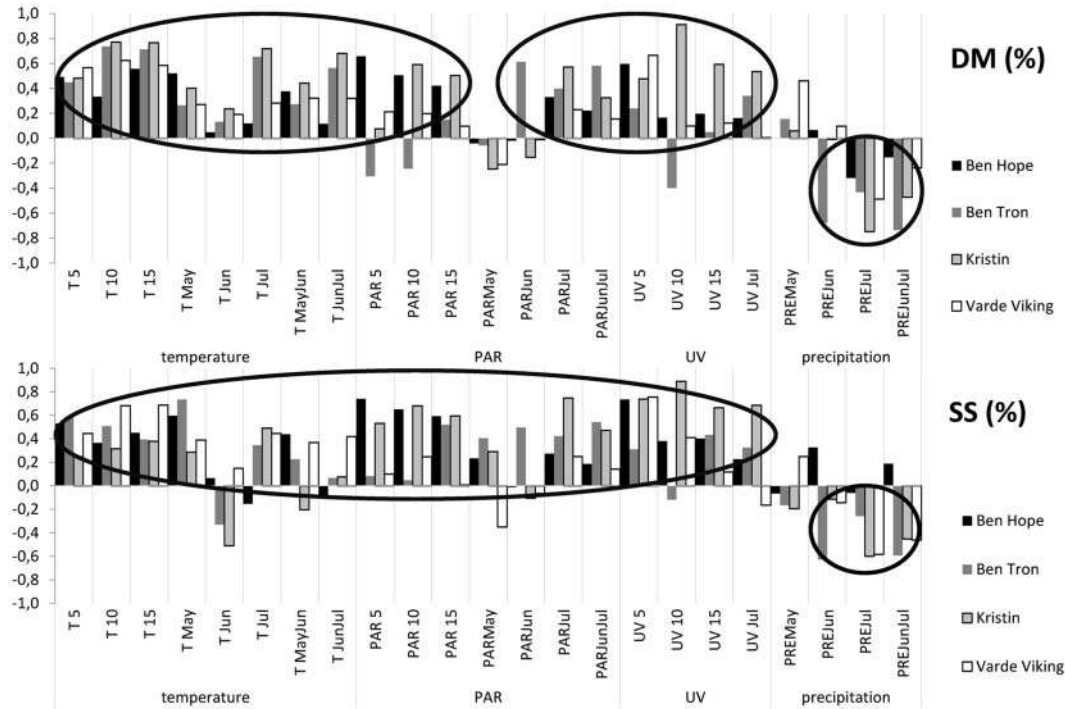 1,0
0,8
0,6
0,4
0,2
0,0
-0,2
-0,4
-0,6
-0,8
-1,0
T 5
T 10
T 15
T May
T Jun
T Jul
T MayJun
T JunJul
PAR 5
PAR 10
PAR 15
PARMay
PARJun
PARJul
PARJunJul
UV 5
UV 10
UV 15
UV Jul
PREMay
PREJun
PREJul
PREJunJul
temperature PAR UV precipitation
DM (%)
Ben Hope
Ben Tron
Kristin
Varde Viking
1,0
0,8
0,6
0,4
0,2
0,0
-0,2
-0,4
-0,6
-0,8
-1,0
T 5
T 10
T 15
T May
T Jun
T Jul
T MayJun
T JunJul
PAR 5
PAR 10
PAR 15
PARMay
PARJun
PARJul
PARJunJul
UV 5
UV 10
UV 15
UV Jul
PREMay
PREJun
PREJul
PREJunJul
temperature PAR UV precipitation
SS (%)
Ben Hope
Ben Tron
Kristin
Varde Viking